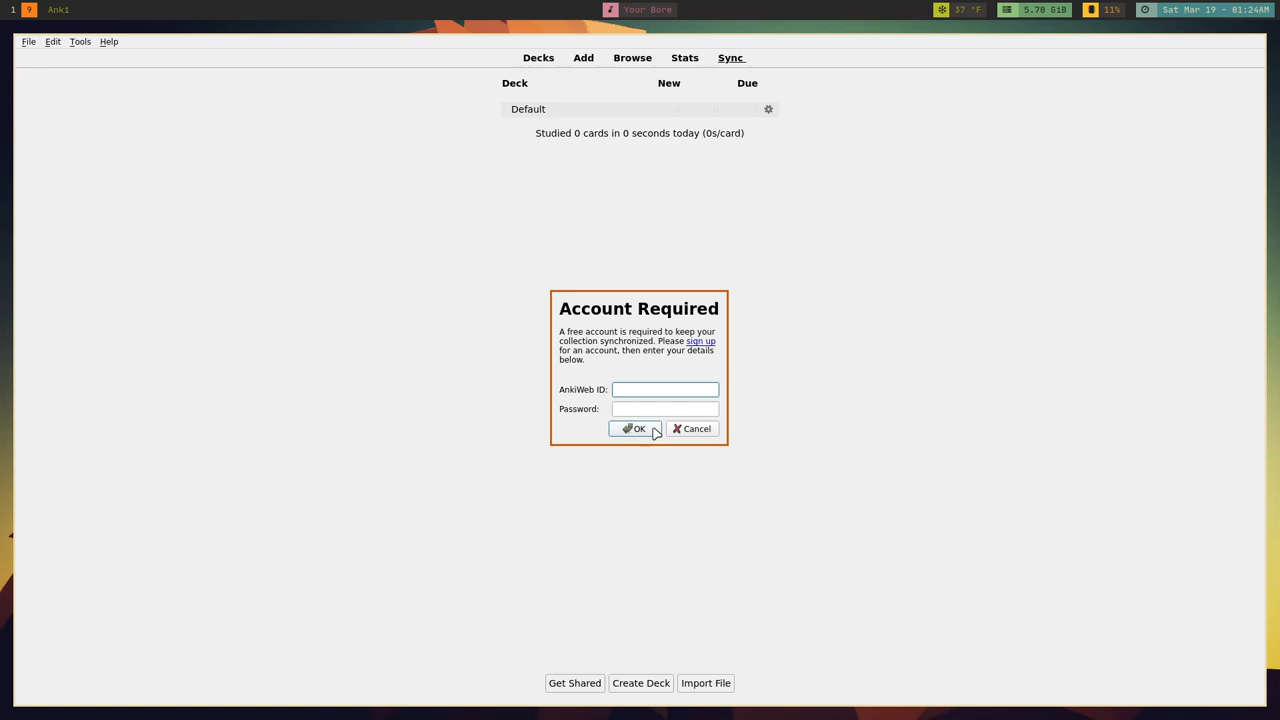 1 9 Anki Your Bore 37 °F 5.78 GiB 11% Sat Mar 19 - 01:24AM
File Edit Tools Help
Decks Add Browse Stats Sync
Deck New Due
Default 0 0
Studied 0 cards in 0 seconds today (0s/card)
Account Required
A free account is required to keep your
collection synchronized. Please sign up
for an account, then enter your details
below.
AnkiWeb ID:
Password:
OK Cancel
Get Shared Create Deck Import File